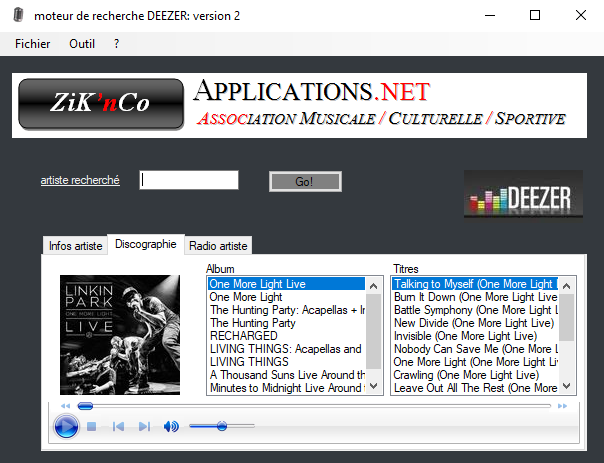 moteur de recherche DEEZER: version 2
Fichier Outil ?
ZiK'nCo
APPLICATIONS.NET
ASSOCIATION MUSICALE / CULTURELLE / SPORTIVE
artiste recherché
Go!
DEEZER
Infos artiste Discographie Radio artiste
LINKIN
PARK
ONE MORE LIGHT
LIVE
Album
One More Light Live
One More Light
The Hunting Party: Acapellas + In
The Hunting Party
RECHARGED
LIVING THINGS: Acapellas and
LIVING THINGS
A Thousand Suns Live Around th
Minutes to Midnight Live Around t
Titres
Talking to Myself (One More Light L
Burn It Down (One More Light Live
Battle Symphony (One More Light
New Divide (One More Light Live)
Invisible (One More Light Live)
Nobody Can Save Me (One More L
One More Light (One More Light L
Crawling (One More Light Live)
Leave Out All The Rest (One More